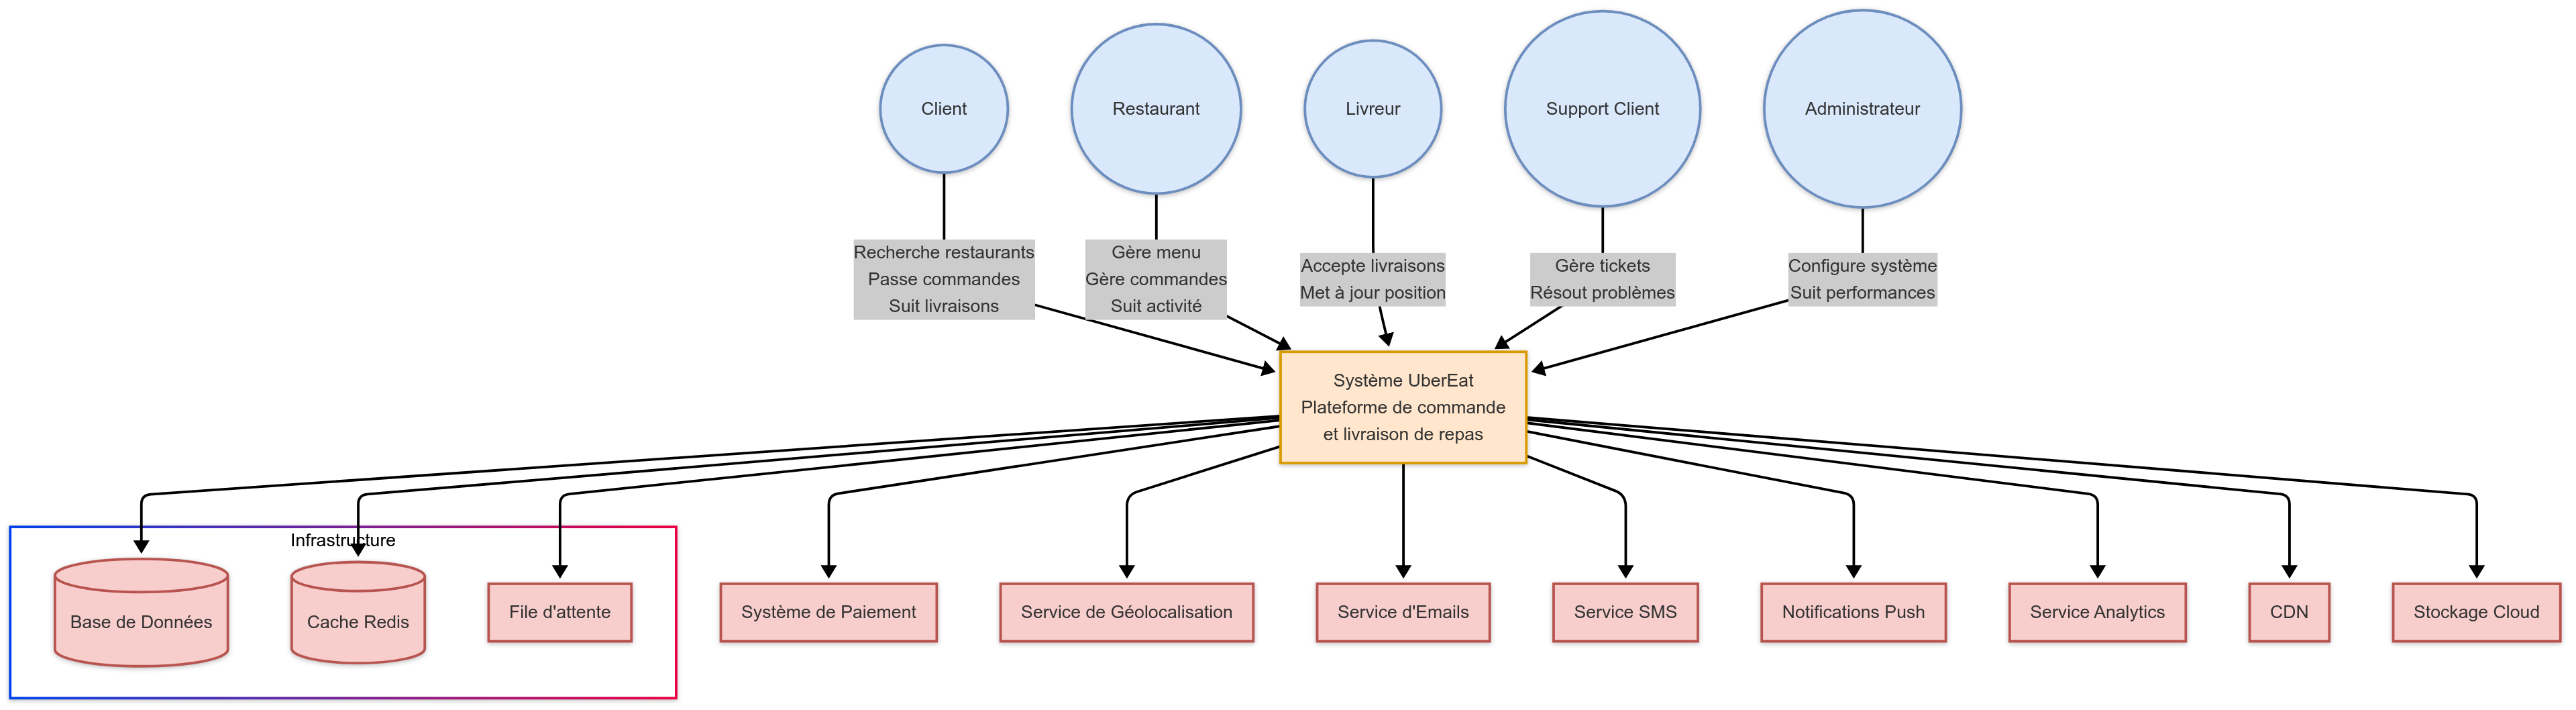 Client
Restaurant
Livreur
Support Client
Administrateur
Recherche restaurants
Passe commandes
Suit livraisons
Gère menu
Gère commandes
Suit activité
Accepte livraisons
Met à jour position
Gère tickets
Résout problèmes
Configure système
Suit performances
Système UberEat
Plateforme de commande
et livraison de repas
Infrastructure
Base de Données
Cache Redis
File d'attente
Système de Paiement
Service de Géolocalisation
Service d'Emails
Service SMS
Notifications Push
Service Analytics
CDN
Stockage Cloud